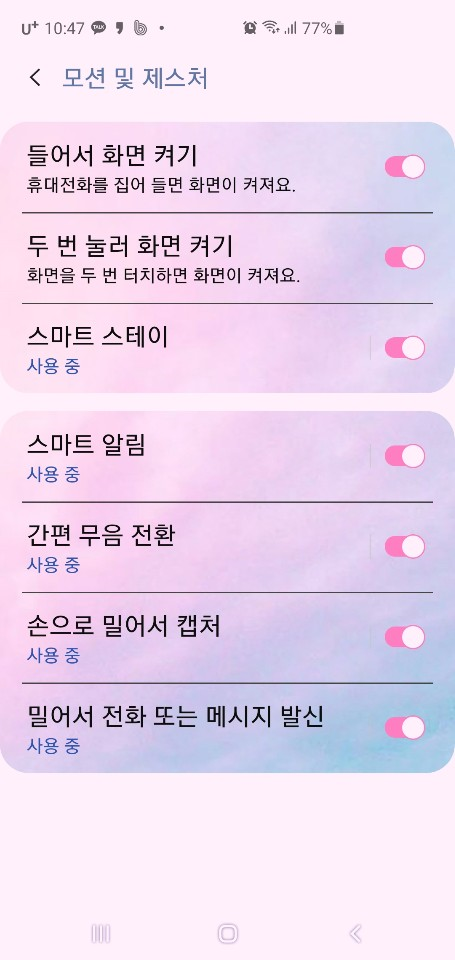 U+ 10:47 TALK 77%
모션 및 제스처
들어서 화면 켜기
휴대전화를 집어 들면 화면이 켜져요.
두 번 눌러 화면 켜기
화면을 두 번 터치하면 화면이 켜져요.
스마트 스테이
사용 중
스마트 알림
사용 중
간편 무음 전환
사용 중
손으로 밀어서 캡처
사용 중
밀어서 전화 또는 메시지 발신
사용 중